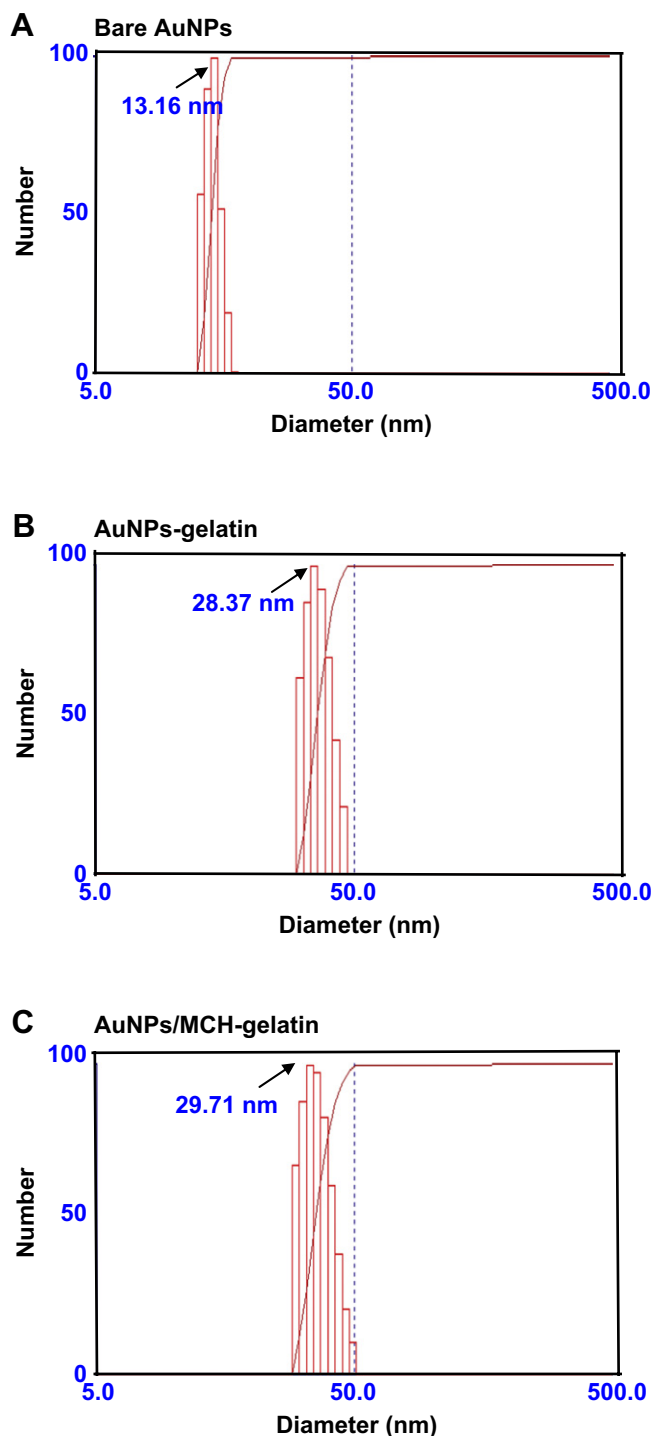 A
Bare AuNPs
100
13.16 nm
Number
50
0
5.0
50.0
500.0
Diameter (nm)
B
AuNPs-gelatin
100
28.37 nm
Number
50
0
5.0
50.0
500.0
Diameter (nm)
C
AuNPs/MCH-gelatin
100
29.71 nm
Number
50
0
5.0
50.0
500.0
Diameter (nm)